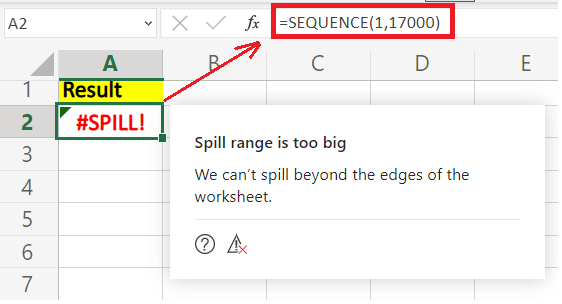 A2 fx =SEQUENCE(1,17000)
A B C D E
1 Result
2 #SPILL!
3
Spill range is too big
4 We can't spill beyond the edges of the
5 worksheet.
6
7